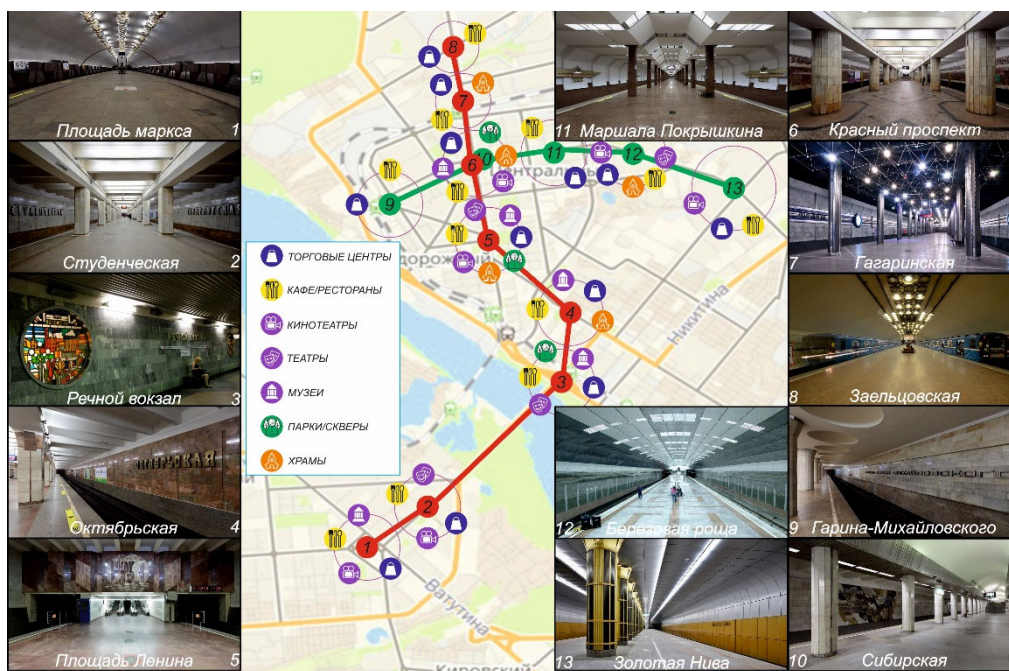 Площадь маркса 1
Студенческая 2
Речной вокзал 3
ОКТЯБРЬСКАЯ
Октябрьская 4
Площадь Ленина 5
8
7
6
10
11
12
13
9
5
4
3
2
1
Центральный
Никитина
Ватутина
Кировский
ТОРГОВЫЕ ЦЕНТРЫ
КАФЕ/РЕСТОРАНЫ
КИНОТЕАТРЫ
ТЕАТРЫ
МУЗЕИ
ПАРКИ/СКВЕРЫ
ХРАМЫ
11 Маршала Покрышкина
12 Березовая роща
13 Золотая Нива
6 Красный проспект
7 Гагаринская
8 Заельцовская
9 Гарина-Михайловского
10 Сибирская